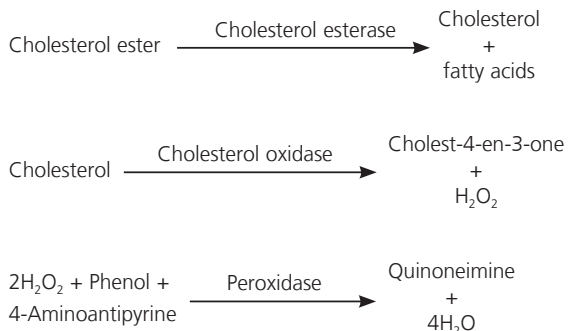 Cholesterol ester
Cholesterol esterase
Cholesterol
+
fatty acids
Cholesterol
Cholesterol oxidase
Cholest-4-en-3-one
+
H₂O₂
2H₂O₂ + Phenol +
4-Aminoantipyrine
Peroxidase
Quinoneimine
+
4H₂O